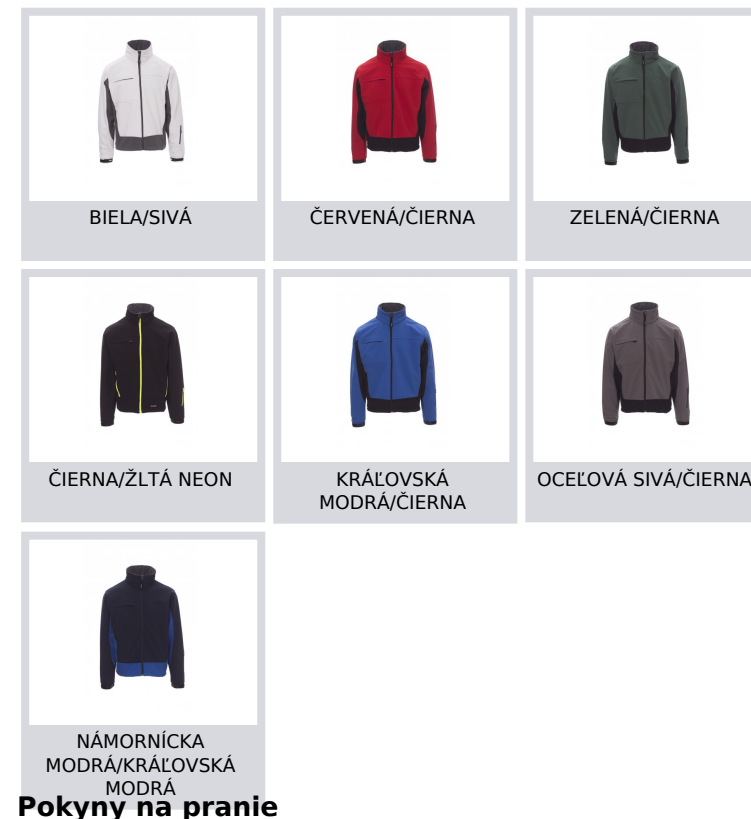 BIELA/SIVÁ
ČERVENÁ/ČIERNA
ZELENÁ/ČIERNA
ČIERNA/ŽLTÁ NEON
KRÁĽOVSKÁ
MODRÁ/ČIERNA
OCEĽOVÁ SIVÁ/ČIERNA
NÁMORNÍCKA
MODRÁ/KRÁĽOVSKÁ
MODRÁ
Pokyny na pranie